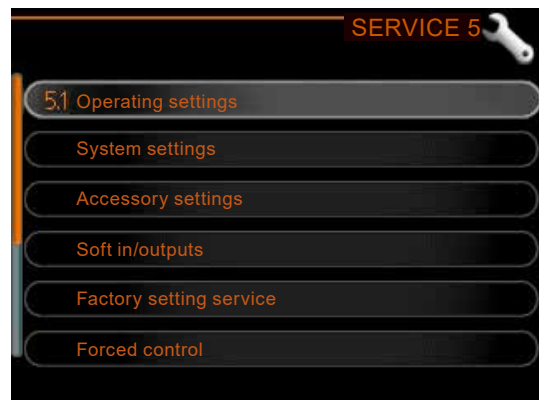 SERVICE 5
5.1 Operating settings
System settings
Accessory settings
Soft in/outputs
Factory setting service
Forced control